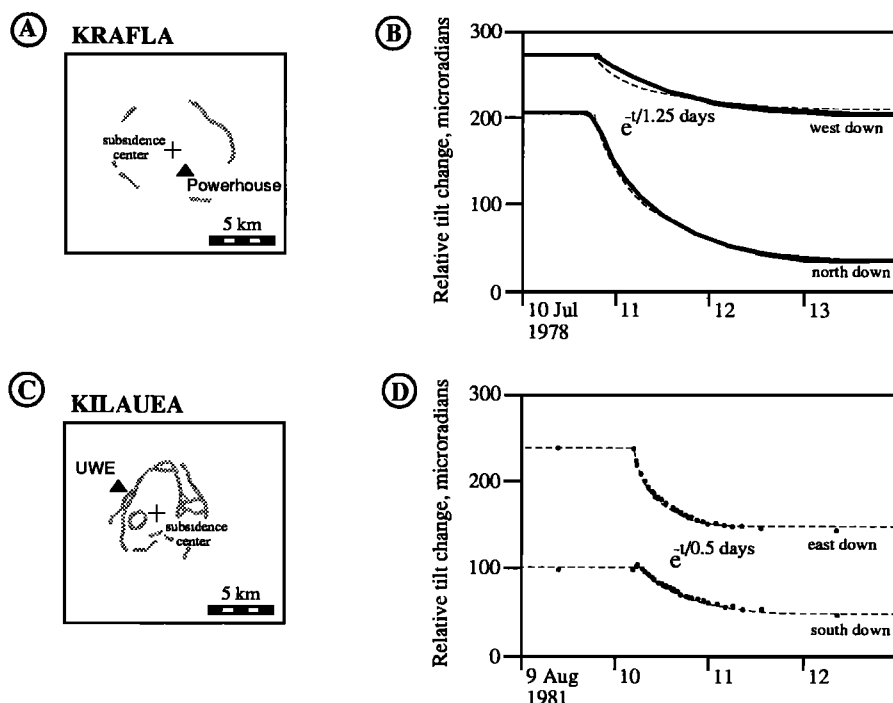 A
KRAFLA
subsidence
center
Powerhouse
5 km
B
Relative tilt change, microradians
300
200
100
0
e-t/1.25 days
west down
north down
10 Jul
1978
11
12
13
C
KILAUEA
UWE
subsidence
center
5 km
D
Relative tilt change, microradians
300
200
100
0
e-t/0.5 days
east down
south down
9 Aug
1981
10
11
12